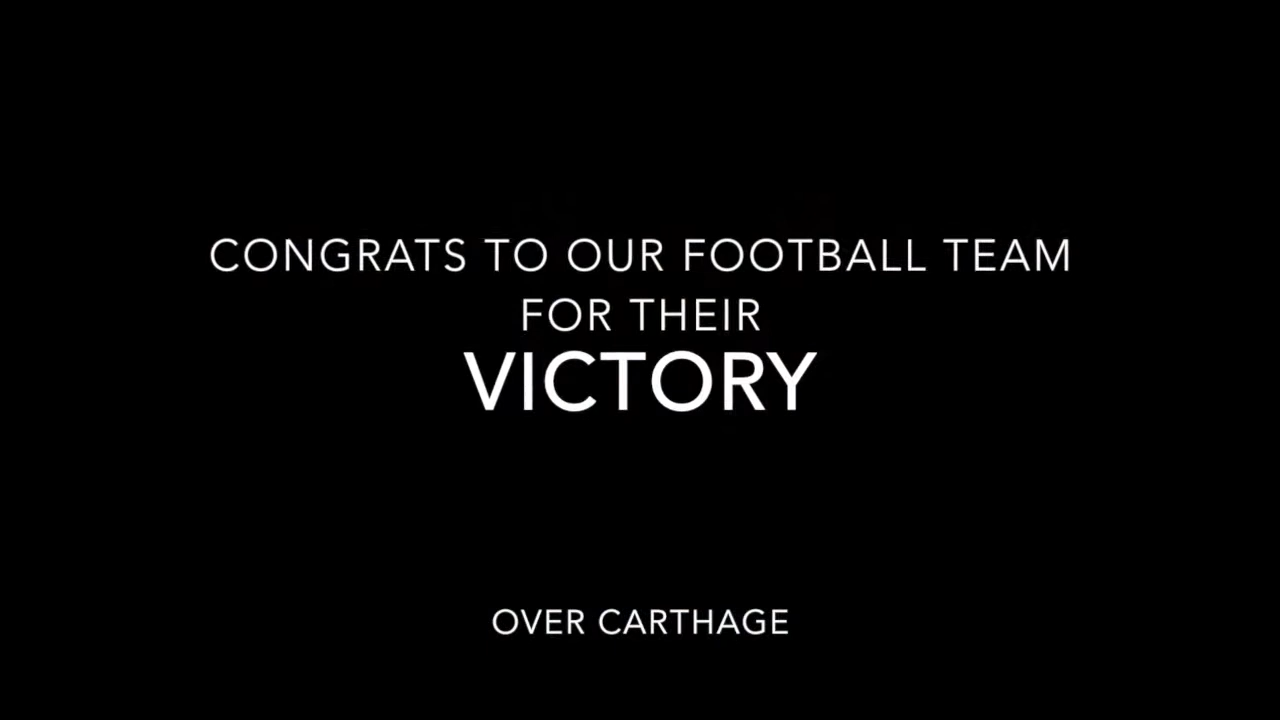 CONGRATS TO OUR FOOTBALL TEAM
FOR THEIR
VICTORY
OVER CARTHAGE